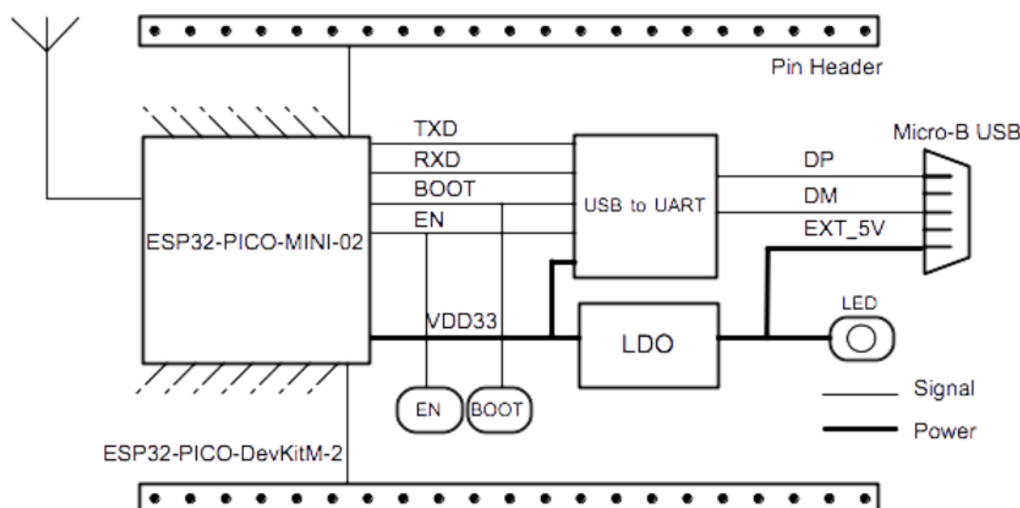 Pin Header
Micro-B USB
TXD
RXD
BOOT
EN
DP
DM
EXT_5V
USB to UART
ESP32-PICO-MINI-02
VDD33
LDO
LED
EN
BOOT
Signal
Power
ESP32-PICO-DevKitM-2